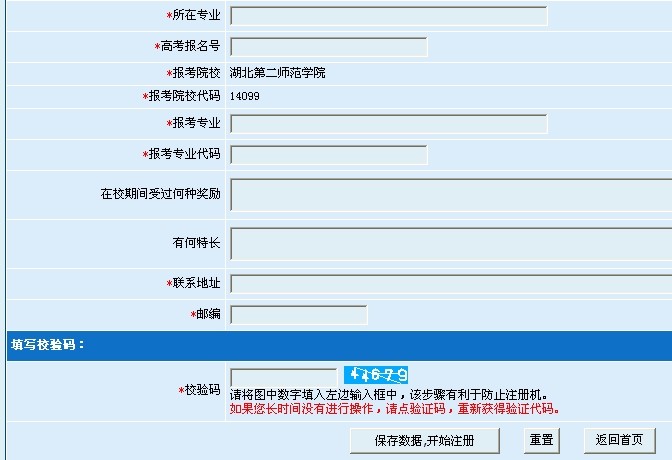 *所在专业
*高考报名号
*报考院校 湖北第二师范学院
*报考院校代码 14099
*报考专业
*报考专业代码
在校期间受过何种奖励
有何特长
*联系地址
*邮编
填写校验码：
*校验码
请将图中数字填入左边输入框中，该步骤有利于防止注册机。
如果您长时间没有进行操作，请点验证码，重新获得验证代码。
保存数据,开始注册 重置 返回首页